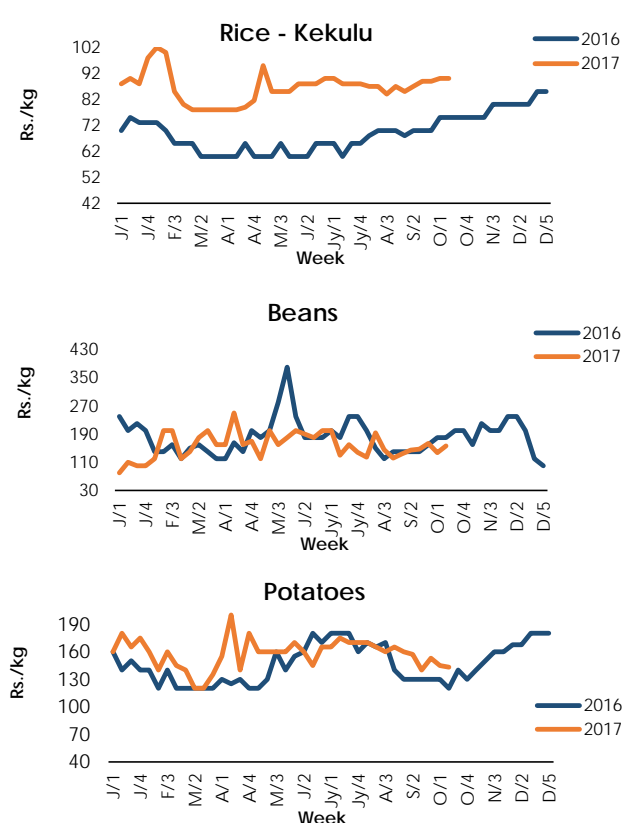 Rice - Kekulu
2016
2017
Rs./kg
102
92
82
72
62
52
42
J/1 J/4 F/3 M/2 A/1 A/4 M/3 J/2 Jy/1 Jy/4 A/3 S/2 O/1 O/4 N/3 D/2 D/5
Week
Beans
2016
2017
Rs./kg
430
350
270
190
110
30
J/1 J/4 F/3 M/2 A/1 A/4 M/3 J/2 Jy/1 Jy/4 A/3 S/2 O/1 O/4 N/3 D/2 D/5
Week
Potatoes
Rs./kg
190
160
130
100
70
40
2016
2017
J/1 J/4 F/3 M/2 A/1 A/4 M/3 J/2 Jy/1 Jy/4 A/3 S/2 O/1 O/4 N/3 D/2 D/5
Week